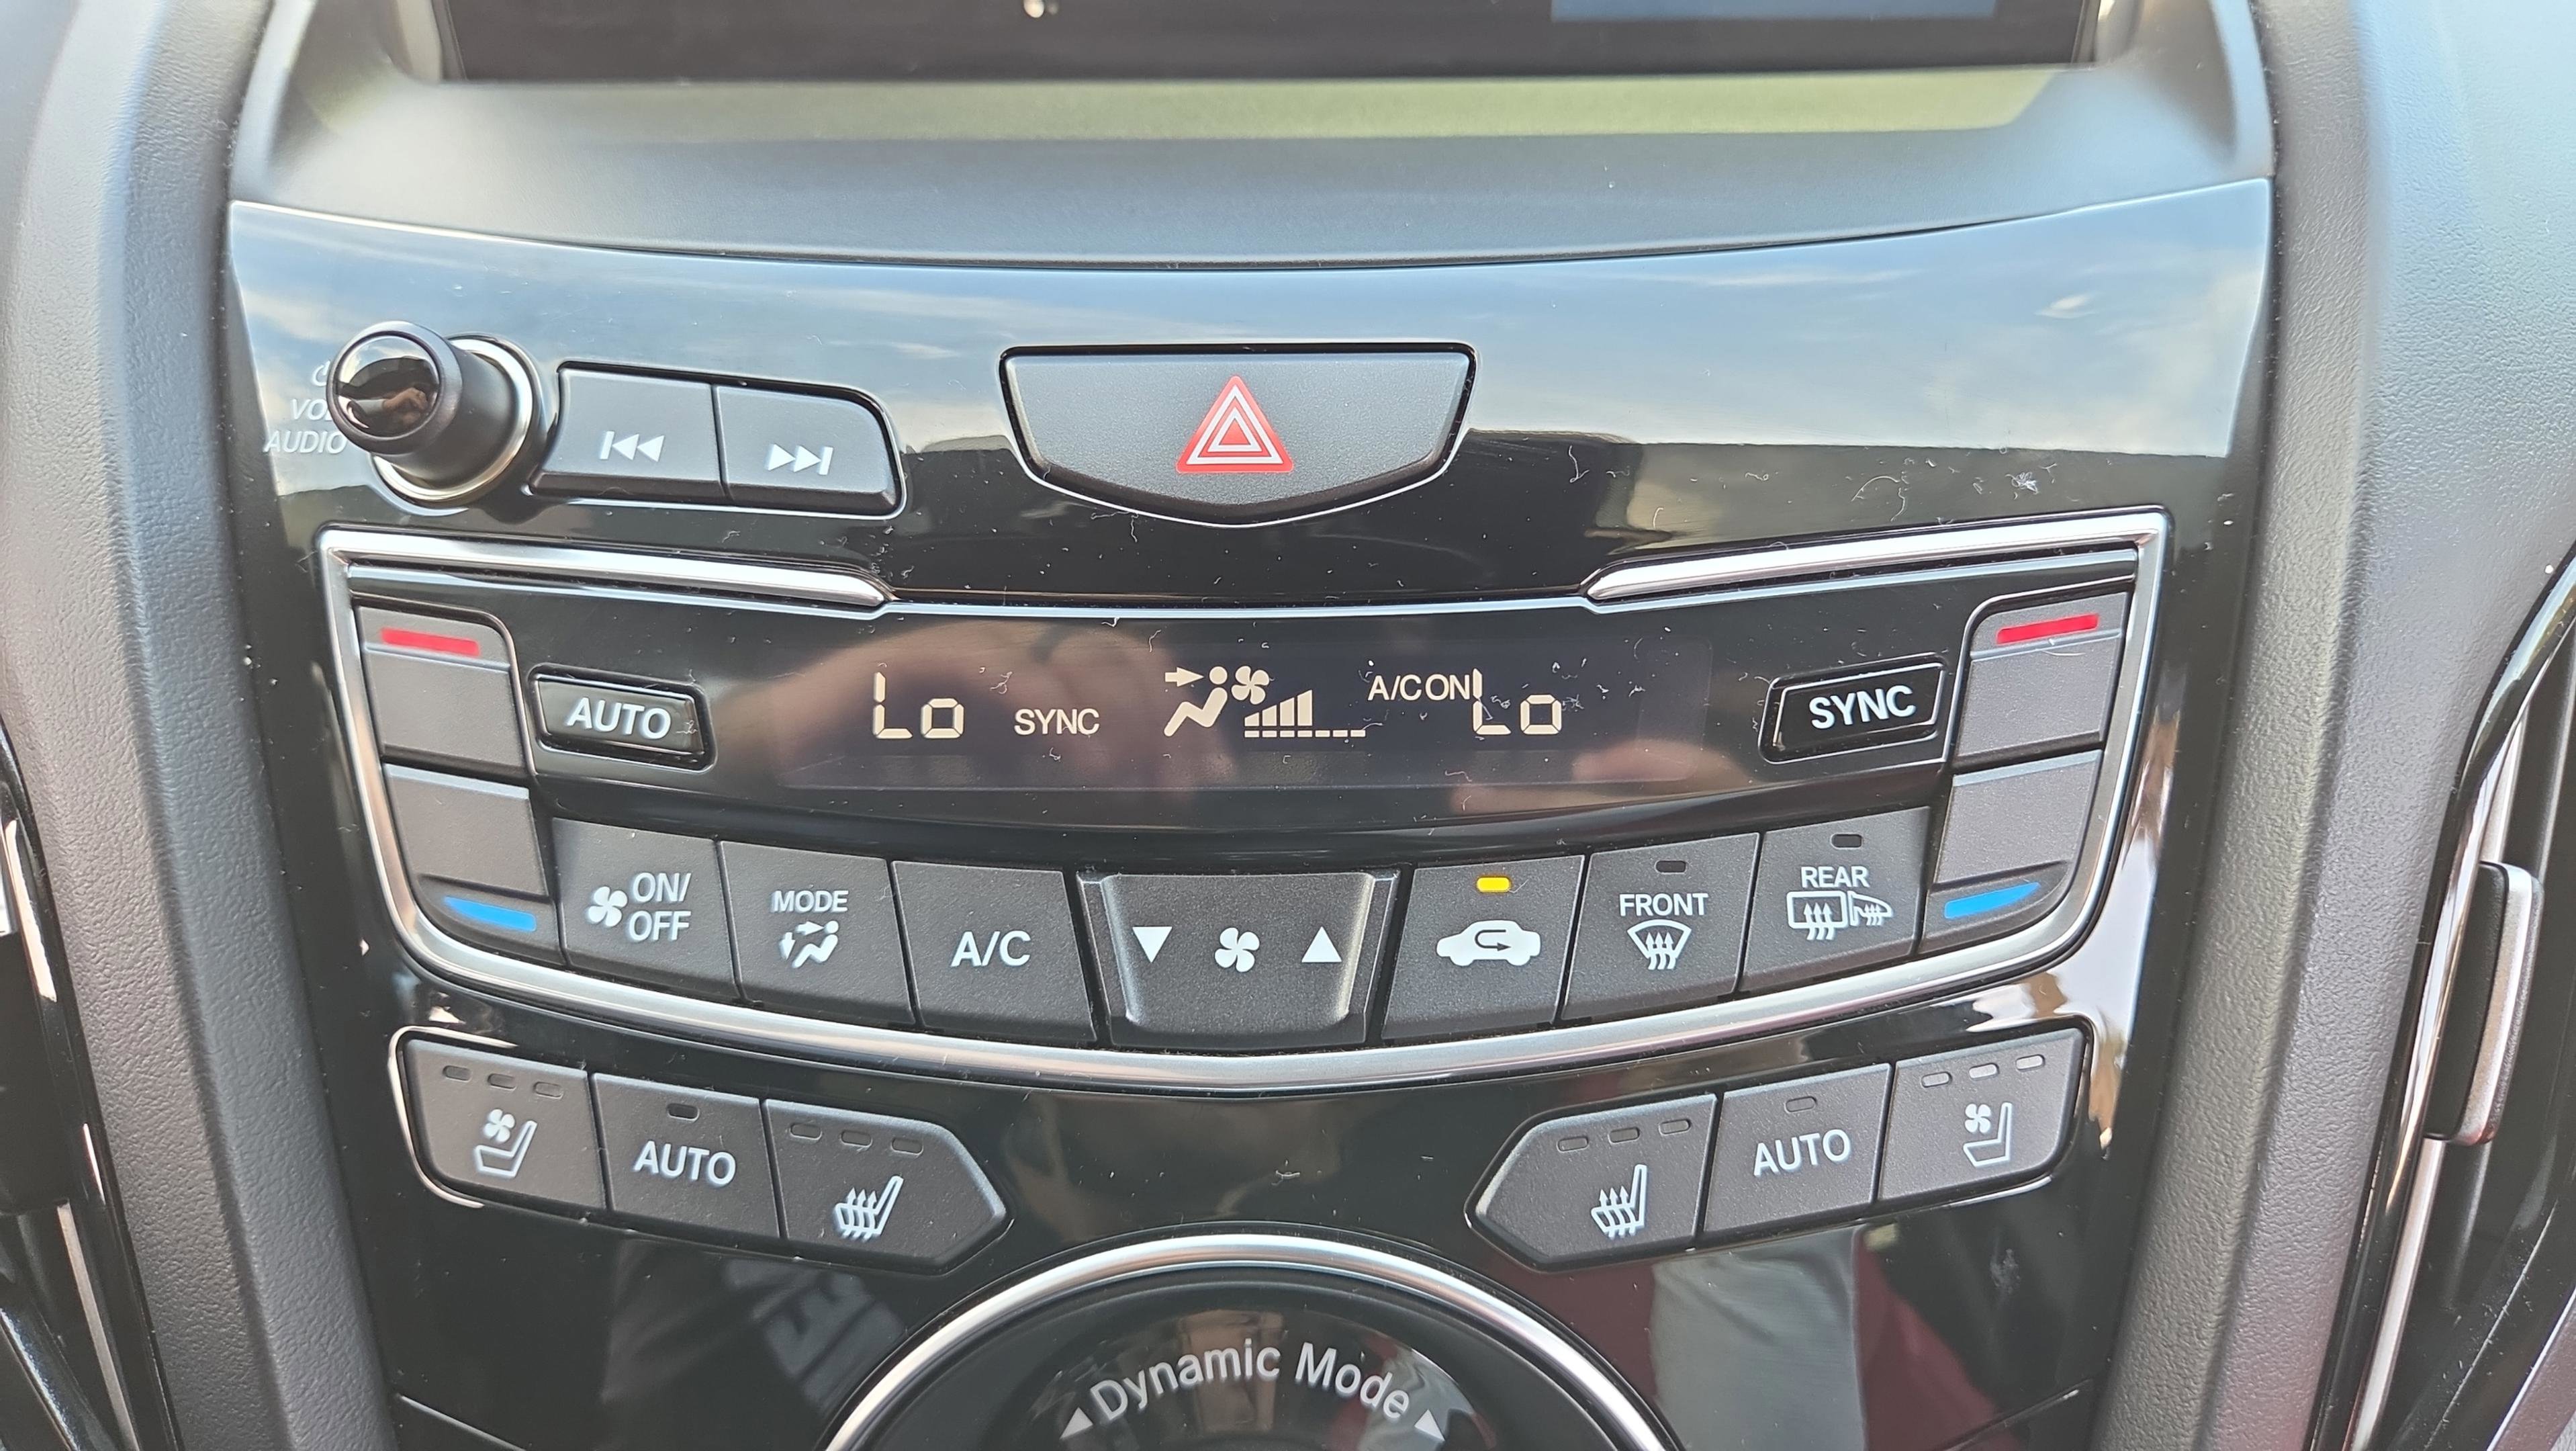 AUDIO
AUTO
Lo SYNC A/C ON Lo
SYNC
ON/
OFF
MODE
A/C
FRONT
REAR
AUTO
AUTO
Dynamic Mode